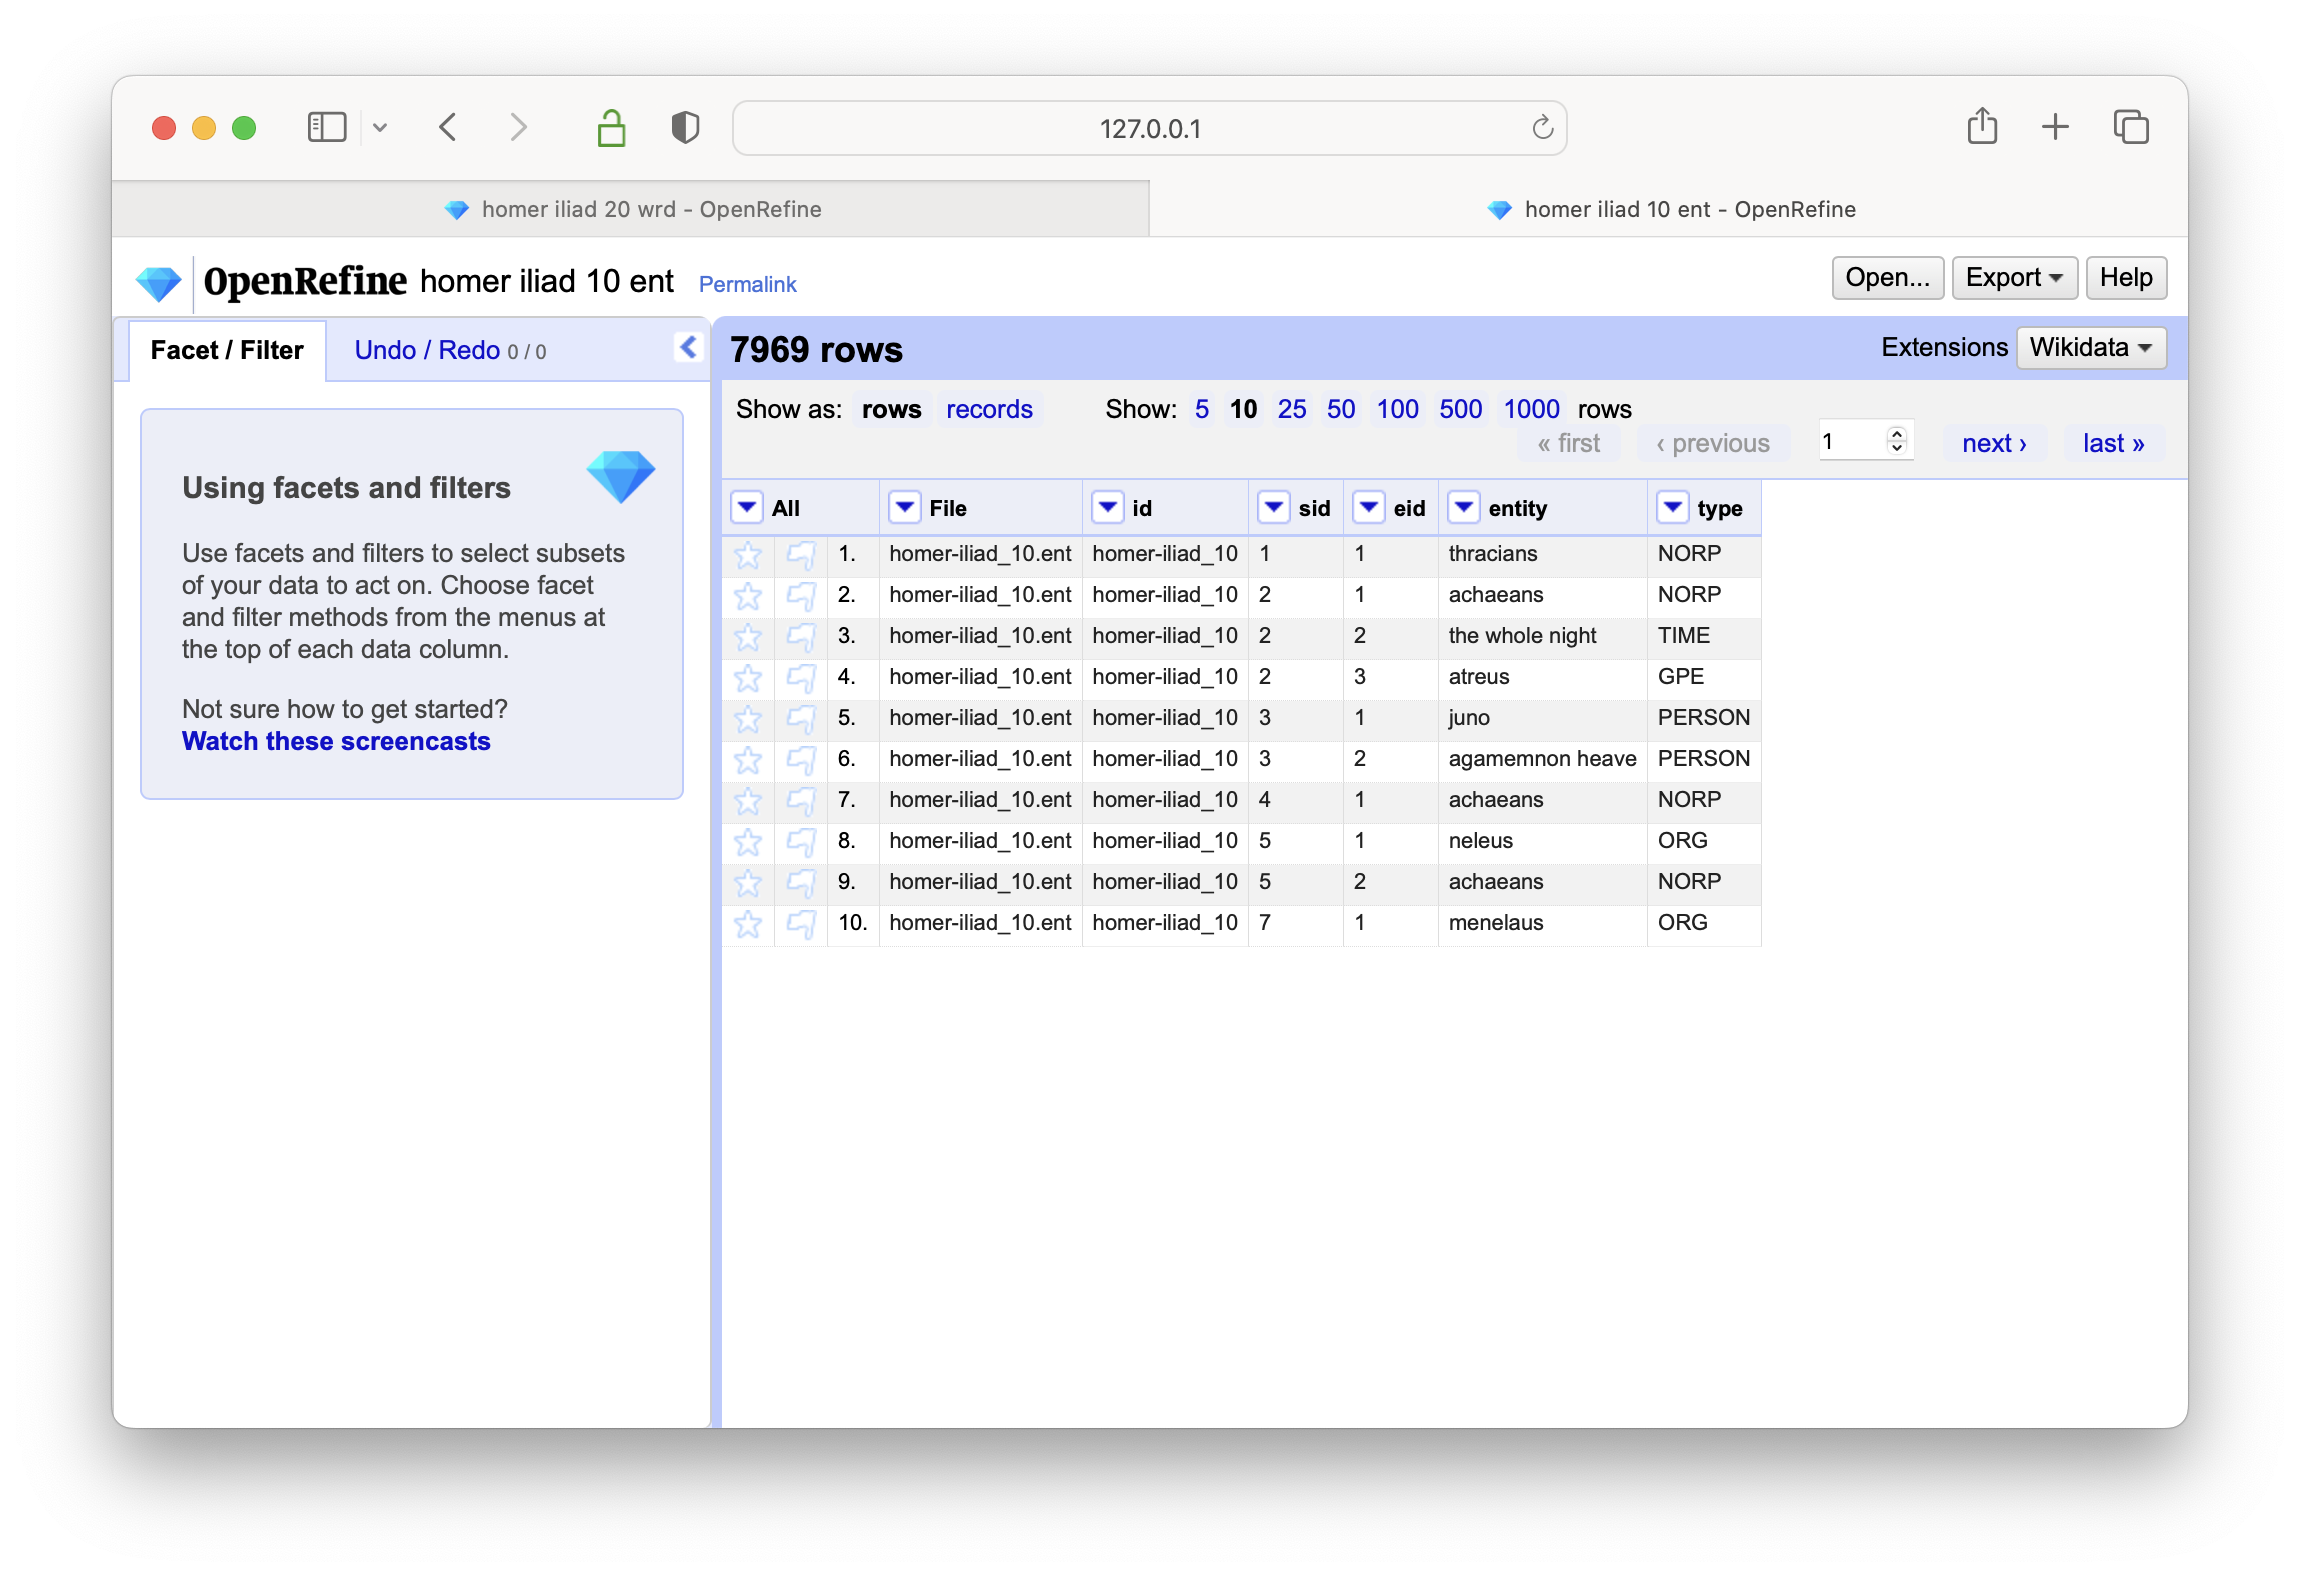 127.0.0.1
homer iliad 20 wrd - OpenRefine
homer iliad 10 ent - OpenRefine
OpenRefine homer iliad 10 ent Permalink
Open... Export Help
Facet / Filter Undo / Redo 0 / 0
7969 rows
Extensions Wikidata
Show as: rows records Show: 5 10 25 50 100 500 1000 rows
« first ‹ previous 1 next › last »
Using facets and filters
Use facets and filters to select subsets
of your data to act on. Choose facet
and filter methods from the menus at
the top of each data column.
Not sure how to get started?
Watch these screencasts
All File id sid eid entity type
1. homer-iliad_10.ent homer-iliad_10 1 1 thracians NORP
2. homer-iliad_10.ent homer-iliad_10 2 1 achaeans NORP
3. homer-iliad_10.ent homer-iliad_10 2 2 the whole night TIME
4. homer-iliad_10.ent homer-iliad_10 2 3 atreus GPE
5. homer-iliad_10.ent homer-iliad_10 3 1 juno PERSON
6. homer-iliad_10.ent homer-iliad_10 3 2 agamemnon heave PERSON
7. homer-iliad_10.ent homer-iliad_10 4 1 achaeans NORP
8. homer-iliad_10.ent homer-iliad_10 5 1 neleus ORG
9. homer-iliad_10.ent homer-iliad_10 5 2 achaeans NORP
10. homer-iliad_10.ent homer-iliad_10 7 1 menelaus ORG